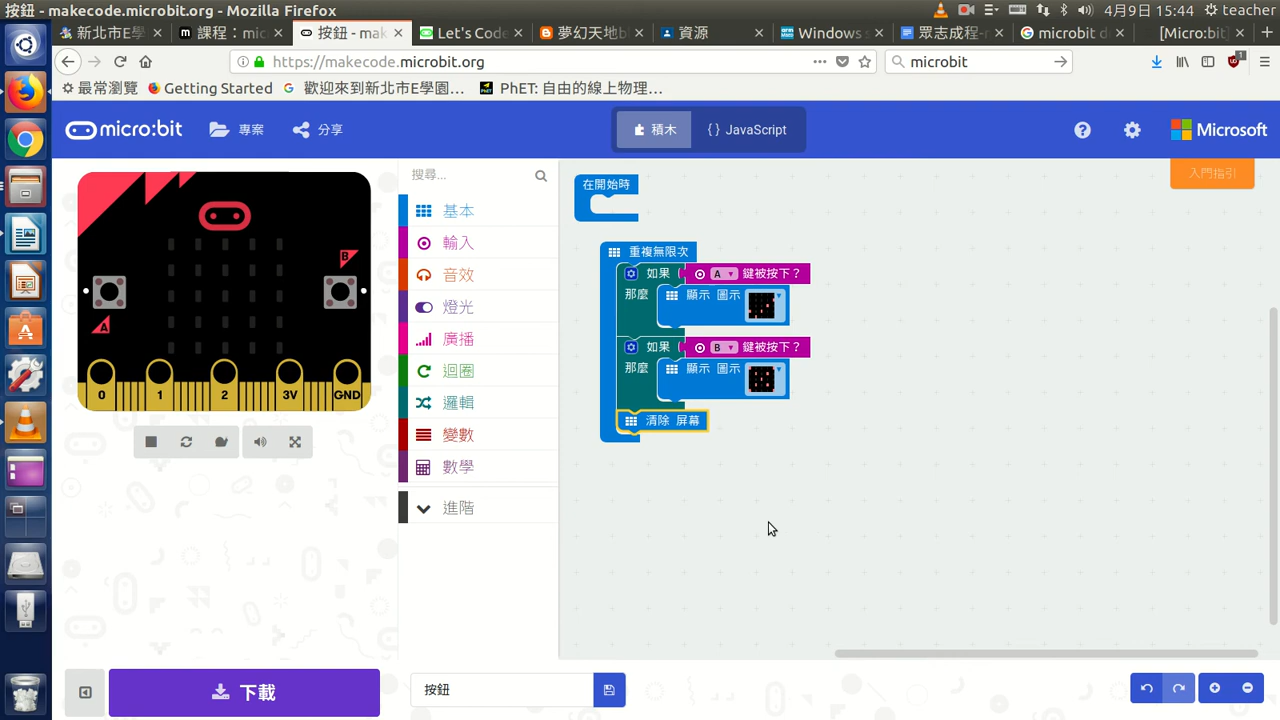 按鈕 - makecode.microbit.org - Mozilla Firefox
4月9日 15:44 teacher
新北市E學
m 課程：mic
按鈕 - mak
Let's Code
夢幻天地b
資源
Windows s
眾志成程-n
microbit d
[Micro:bit]
https://makecode.microbit.org
microbit
1
最常瀏覽
Getting Started
歡迎來到新北市E學園…
PhET: 自由的線上物理…
micro:bit
專案
分享
積木
{ } JavaScript
Microsoft
入門指引
搜尋...
基本
輸入
音效
燈光
廣播
迴圈
邏輯
變數
數學
進階
B
A
0 1 2 3V GND
在開始時
重複無限次
如果 A 鍵被按下？
那麼 顯示 圖示
如果 B 鍵被按下？
那麼 顯示 圖示
清除 屏幕
下載
按鈕